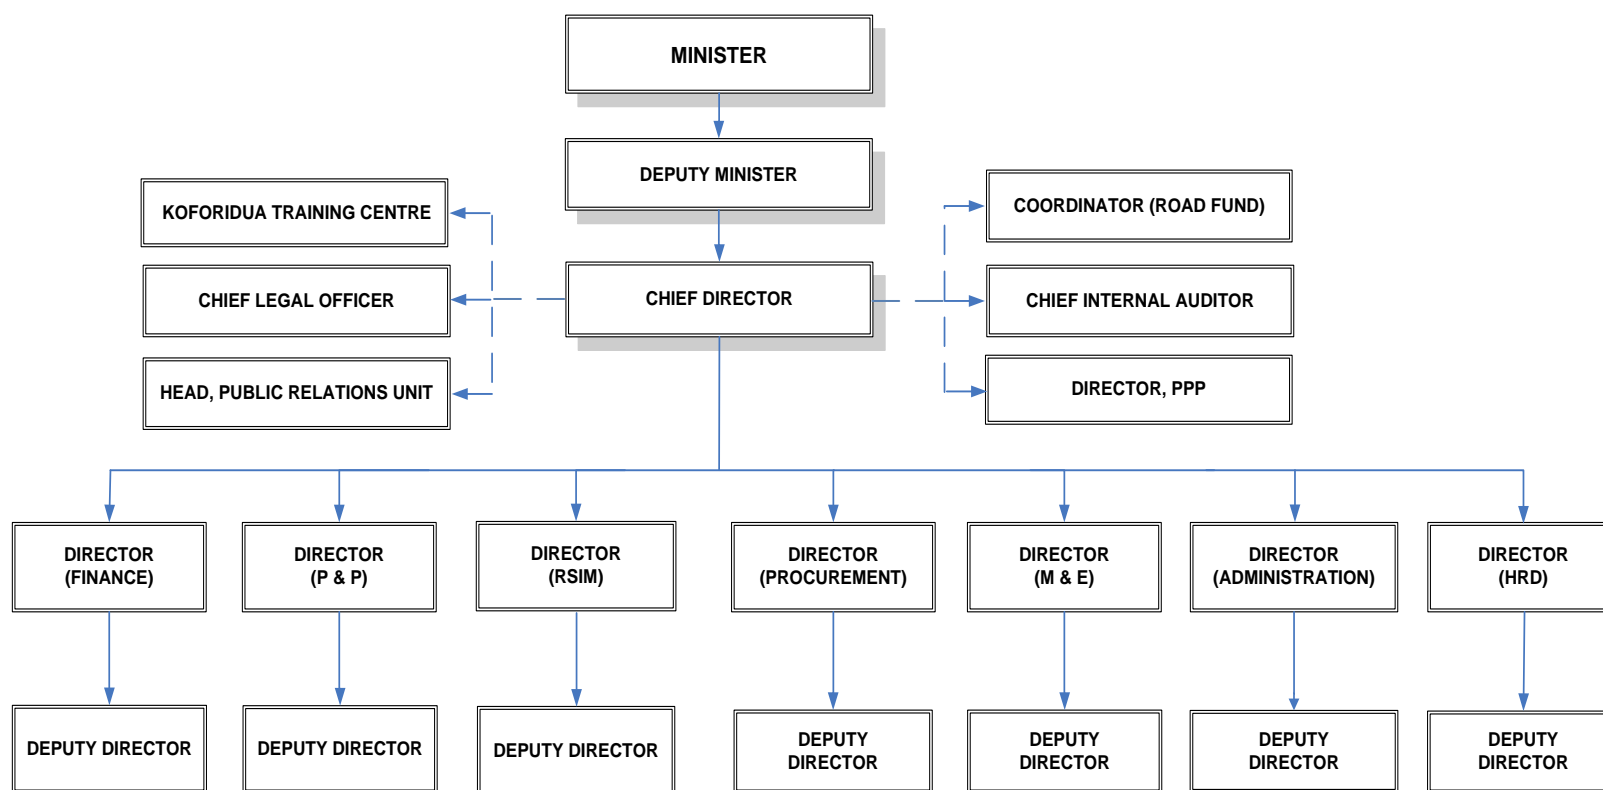 MINISTER
DEPUTY MINISTER
KOFORIDUA TRAINING CENTRE
COORDINATOR (ROAD FUND)
CHIEF LEGAL OFFICER
CHIEF DIRECTOR
CHIEF INTERNAL AUDITOR
HEAD, PUBLIC RELATIONS UNIT
DIRECTOR, PPP
DIRECTOR
(FINANCE)
DIRECTOR
(P & P)
DIRECTOR
(RSIM)
DIRECTOR
(PROCUREMENT)
DIRECTOR
(M & E)
DIRECTOR
(ADMINISTRATION)
DIRECTOR
(HRD)
DEPUTY DIRECTOR
DEPUTY DIRECTOR
DEPUTY DIRECTOR
DEPUTY
DIRECTOR
DEPUTY
DIRECTOR
DEPUTY
DIRECTOR
DEPUTY
DIRECTOR